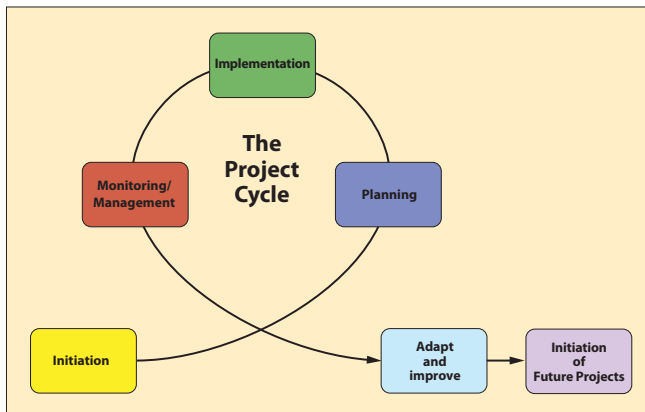 Implementation
The
Project
Cycle
Monitoring/
Management
Planning
Initiation
Adapt
and
improve
Initiation
of
Future Projects